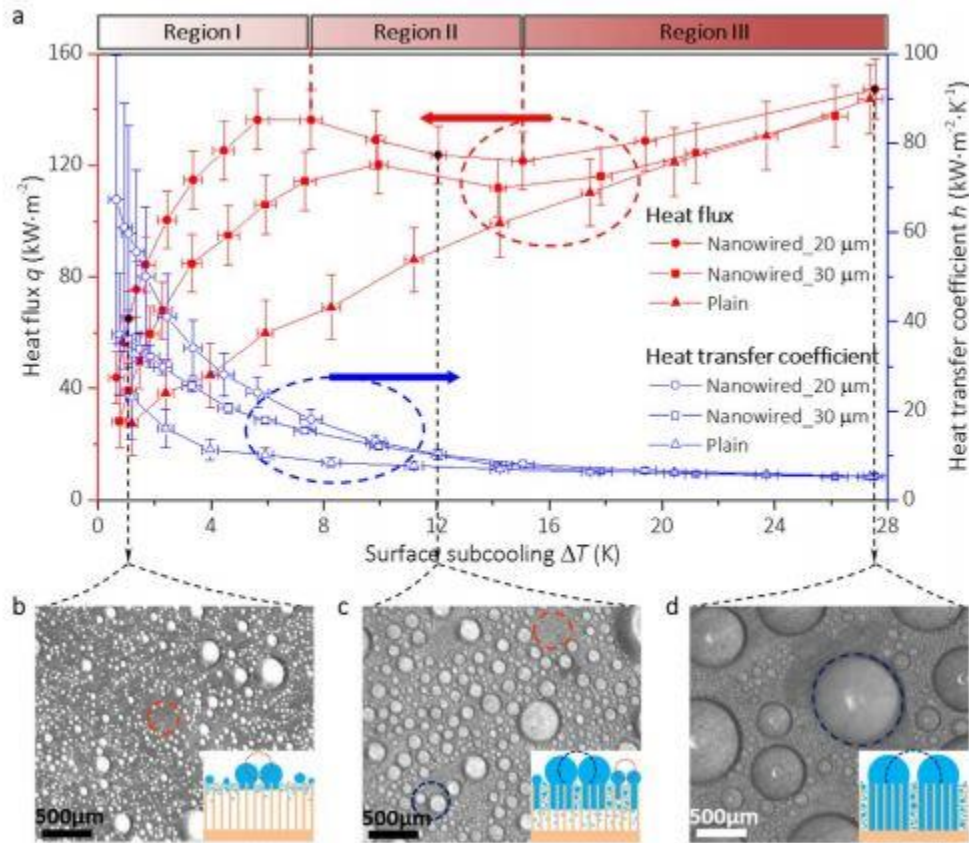 a
Region I Region II Region III
160 100
120 80
80 60
40 40
0 20
0
Heat flux q (kW·m⁻²)
Heat transfer coefficient h (kW·m⁻²·K⁻¹)
Heat flux
Nanowired_20 μm
Nanowired_30 μm
Plain
Heat transfer coefficient
Nanowired_20 μm
Nanowired_30 μm
Plain
0 4 8 12 16 20 24 28
Surface subcooling ΔT (K)
b c d
500μm 500μm 500μm